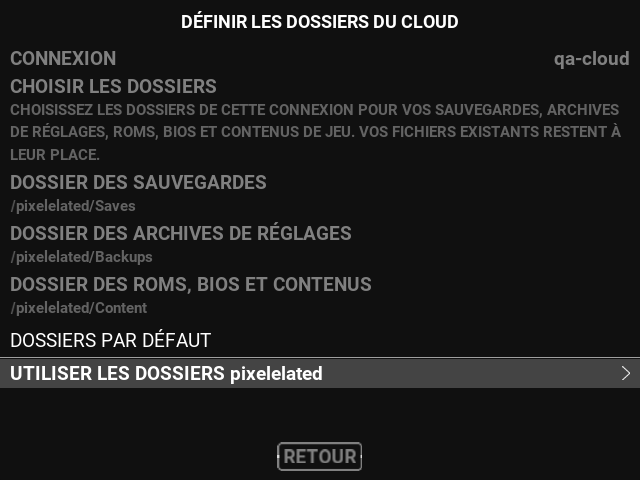 DÉFINIR LES DOSSIERS DU CLOUD
CONNEXION qa-cloud
CHOISIR LES DOSSIERS
CHOISISSEZ LES DOSSIERS DE CETTE CONNEXION POUR VOS SAUVEGARDES, ARCHIVES
DE RÉGLAGES, ROMS, BIOS ET CONTENUS DE JEU. VOS FICHIERS EXISTANTS RESTENT À
LEUR PLACE.
DOSSIER DES SAUVEGARDES
/pixelelated/Saves
DOSSIER DES ARCHIVES DE RÉGLAGES
/pixelelated/Backups
DOSSIER DES ROMS, BIOS ET CONTENUS
/pixelelated/Content
DOSSIERS PAR DÉFAUT
UTILISER LES DOSSIERS pixelelated
RETOUR